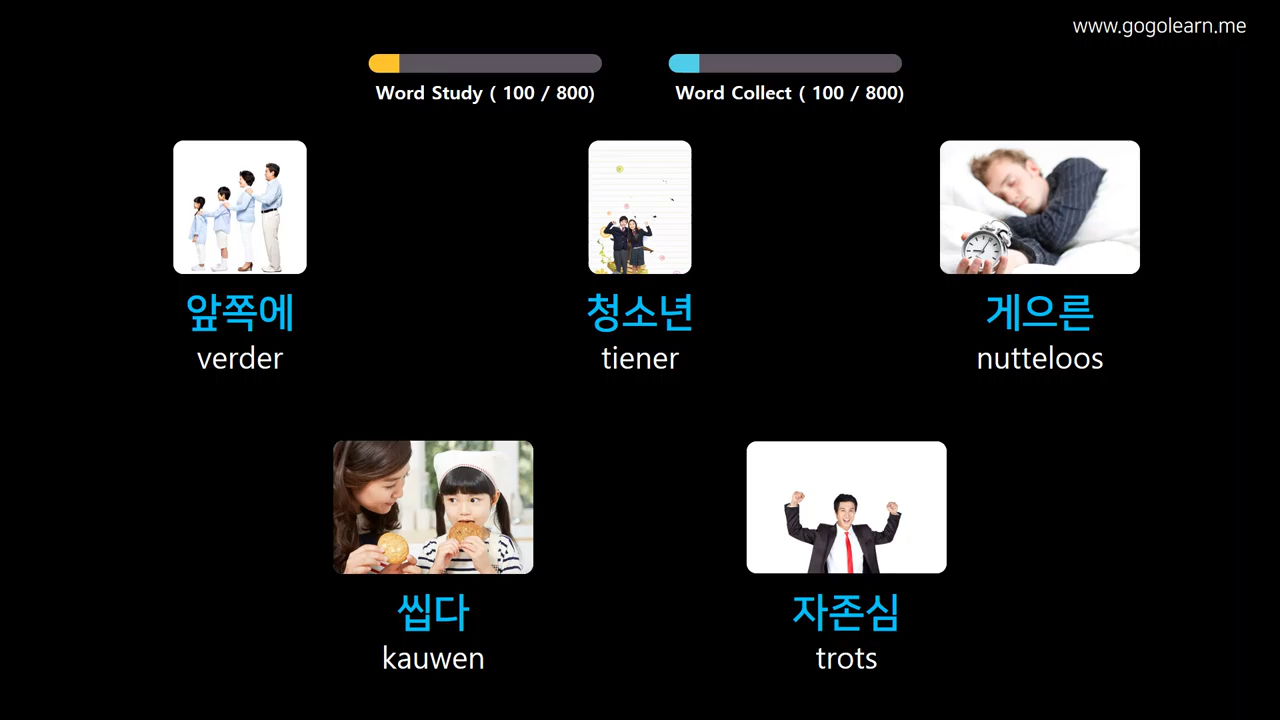 www.gogolearn.me
Word Study ( 100 / 800)
Word Collect ( 100 / 800)
앞쪽에
verder
청소년
tiener
게으른
nutteloos
씹다
kauwen
자존심
trots